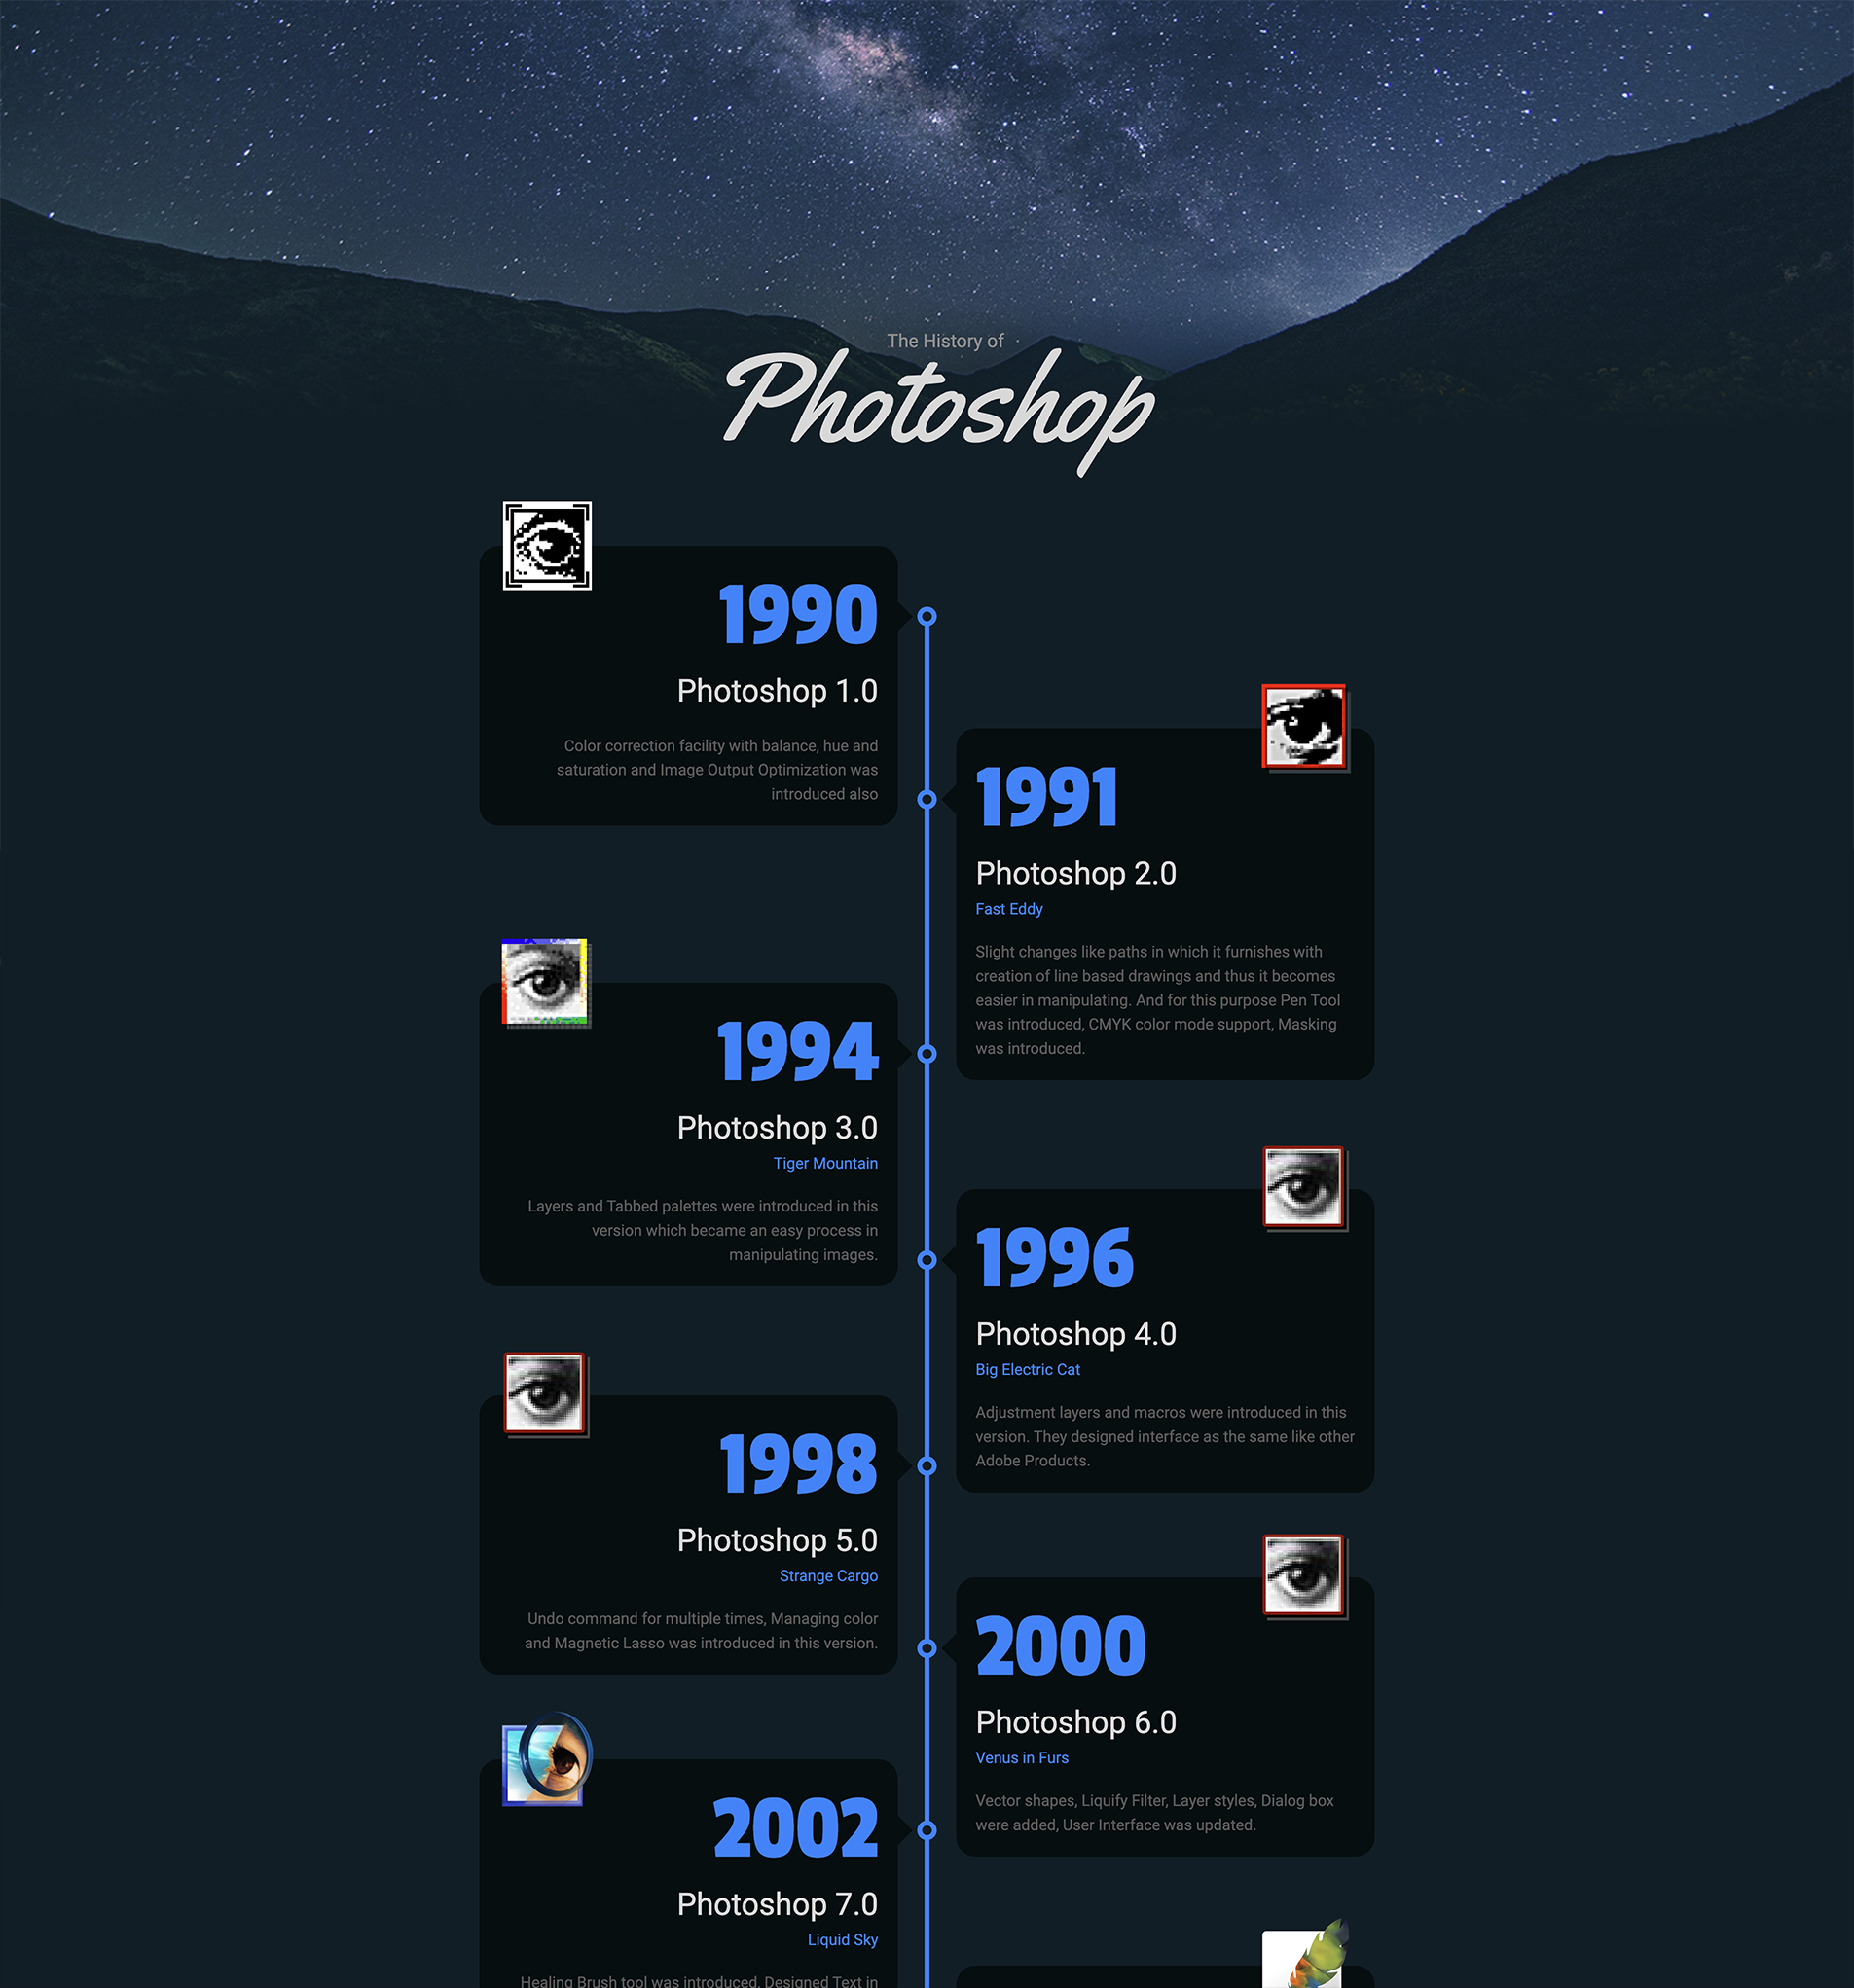 The History of
Photoshop
1990
Photoshop 1.0
Color correction facility with balance, hue and
saturation and Image Output Optimization was
introduced also
1991
Photoshop 2.0
Fast Eddy
Slight changes like paths in which it furnishes with
creation of line based drawings and thus it becomes
easier in manipulating. And for this purpose Pen Tool
was introduced, CMYK color mode support, Masking
was introduced.
1994
Photoshop 3.0
Tiger Mountain
Layers and Tabbed palettes were introduced in this
version which became an easy process in
manipulating images.
1996
Photoshop 4.0
Big Electric Cat
Adjustment layers and macros were introduced in this
version. They designed interface as the same like other
Adobe Products.
1998
Photoshop 5.0
Strange Cargo
Undo command for multiple times, Managing color
and Magnetic Lasso was introduced in this version.
2000
Photoshop 6.0
Venus in Furs
Vector shapes, Liquify Filter, Layer styles, Dialog box
were added, User Interface was updated.
2002
Photoshop 7.0
Liquid Sky
Healing Brush tool was introduced. Designed Text in